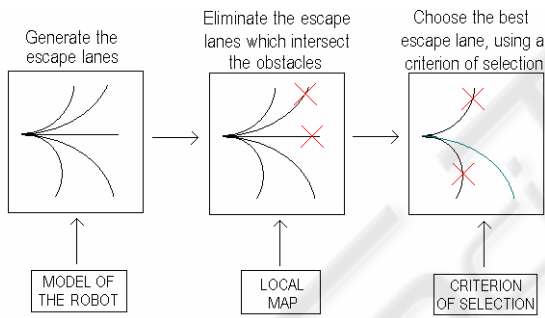 Generate the
escape lanes
Eliminate the escape
lanes which intersect
the obstacles
Choose the best
escape lane, using a
criterion of selection
MODEL OF
THE ROBOT
LOCAL
MAP
CRITERION
OF SELECTION